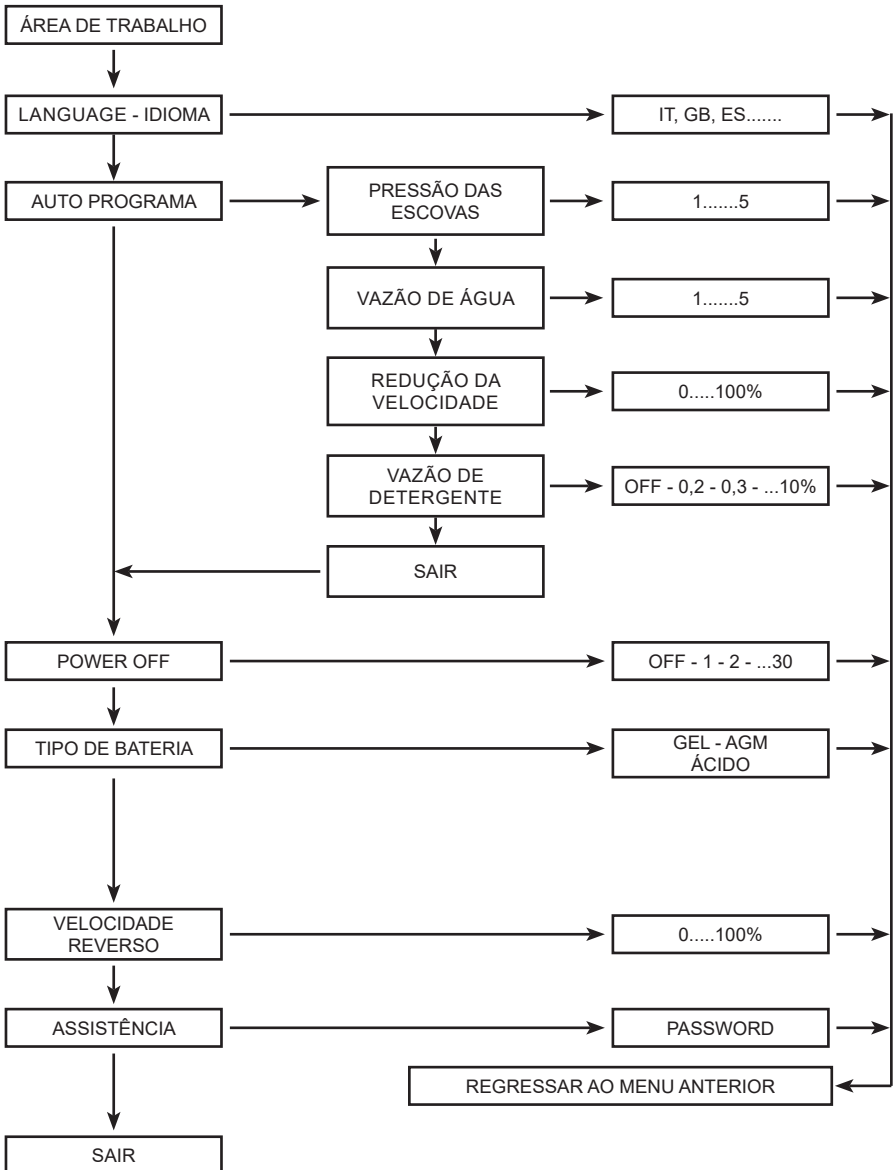 ÁREA DE TRABALHO
LANGUAGE - IDIOMA
IT, GB, ES.......
AUTO PROGRAMA
PRESSÃO DAS
ESCOVAS
1.......5
VAZÃO DE ÁGUA
1.......5
REDUÇÃO DA
VELOCIDADE
0.....100%
VAZÃO DE
DETERGENTE
OFF - 0,2 - 0,3 - ...10%
SAIR
POWER OFF
OFF - 1 - 2 - ...30
TIPO DE BATERIA
GEL - AGM
ÁCIDO
VELOCIDADE
REVERSO
0.....100%
ASSISTÊNCIA
PASSWORD
REGRESSAR AO MENU ANTERIOR
SAIR